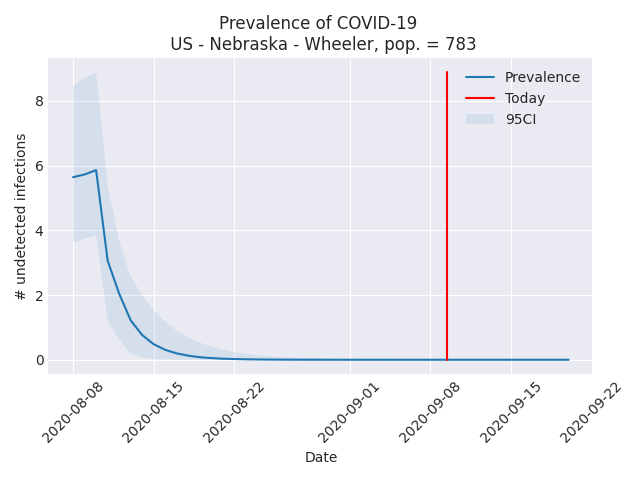 Prevalence of COVID-19
US - Nebraska - Wheeler, pop. = 783
Prevalence
Today
95CI
# undetected infections
8
6
4
2
0
2020-08-08
2020-08-15
2020-08-22
2020-09-01
2020-09-08
2020-09-15
2020-09-22
Date